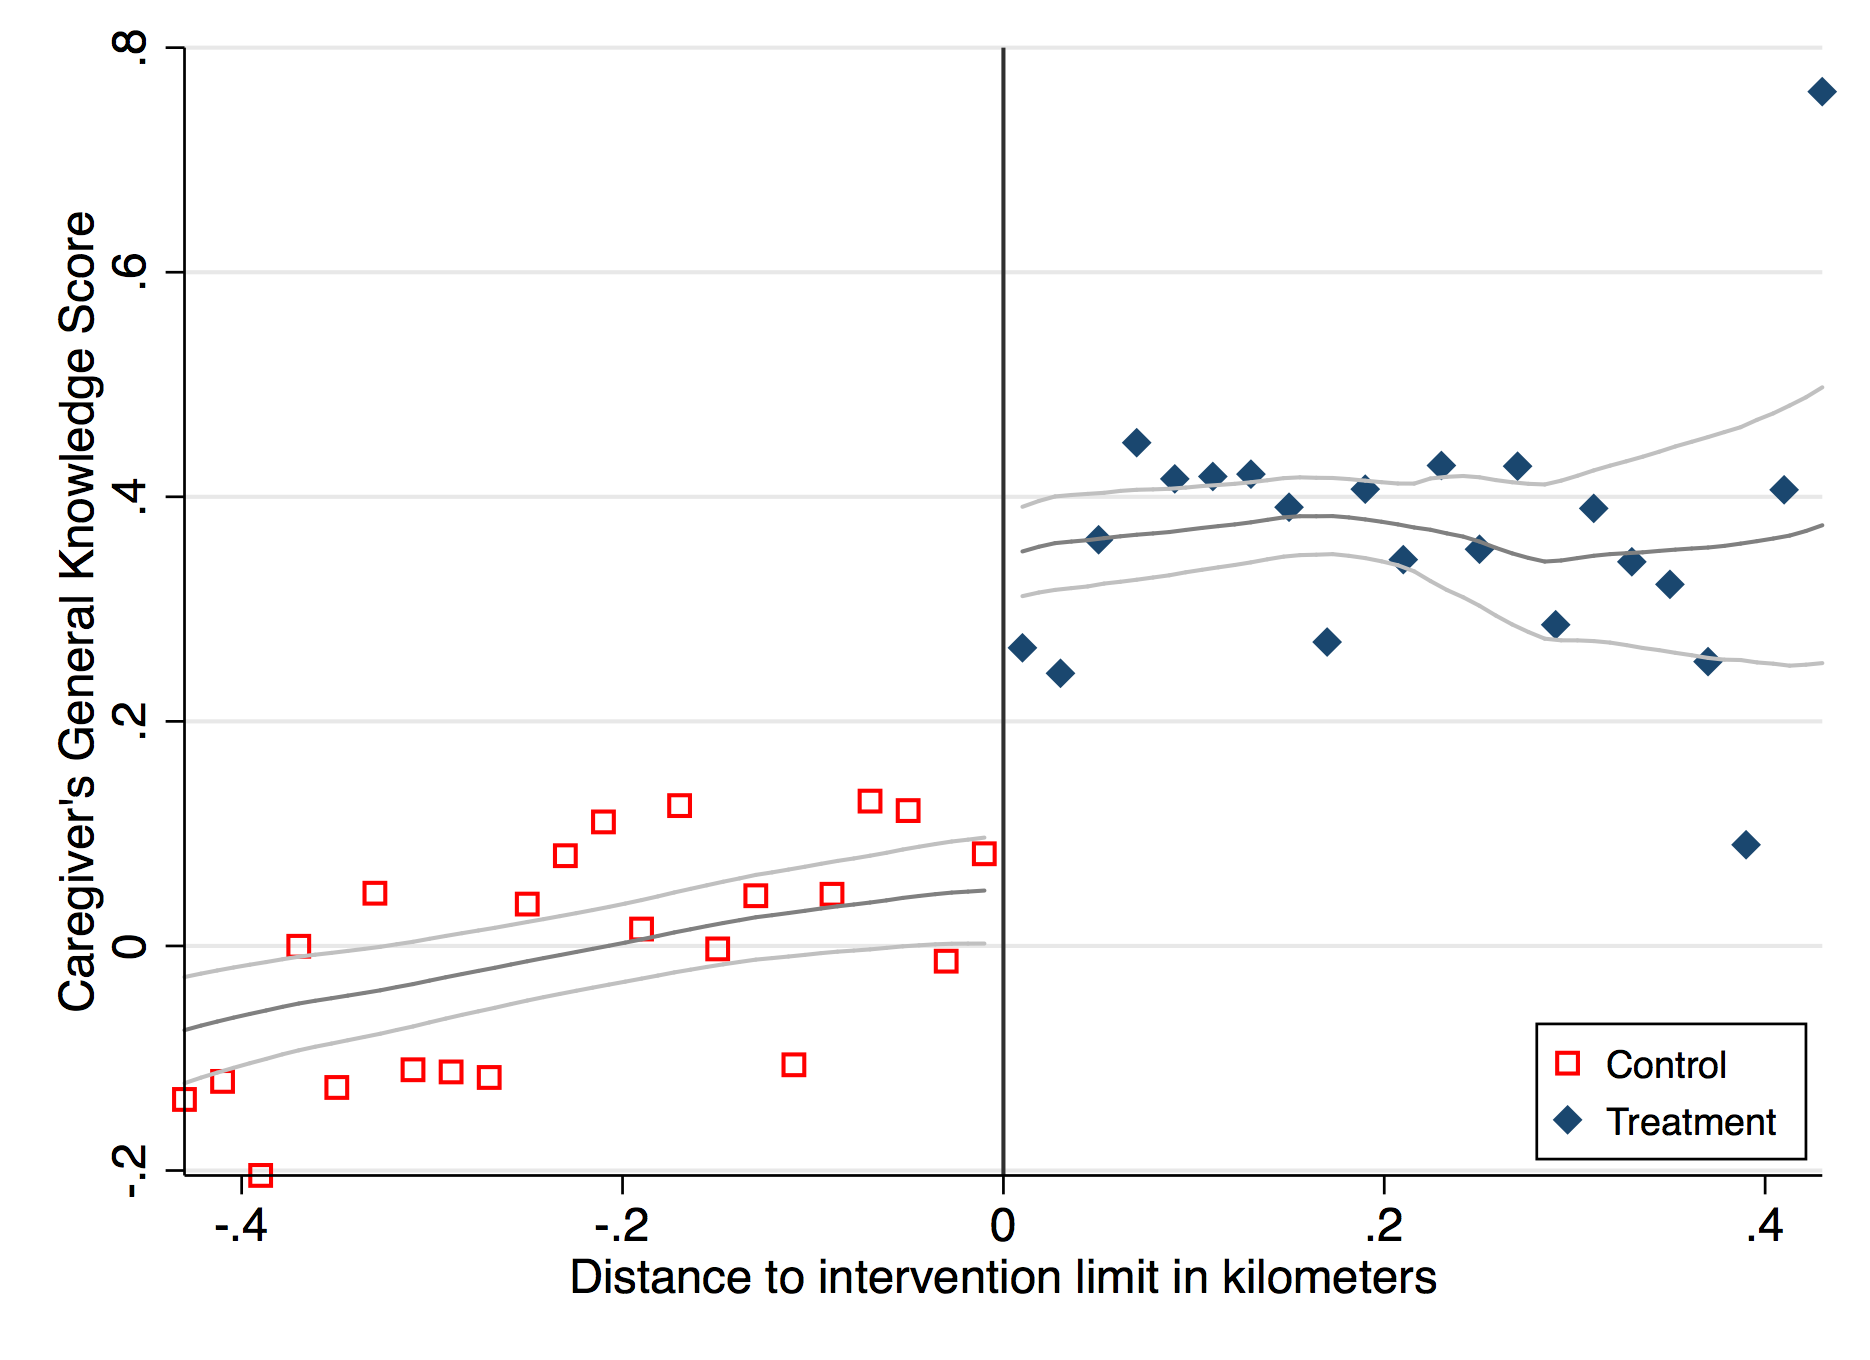 Caregiver's General Knowledge Score
.8
.6
.4
.2
0
-.2
-.4
-.2
0
.2
.4
Distance to intervention limit in kilometers
Control
Treatment